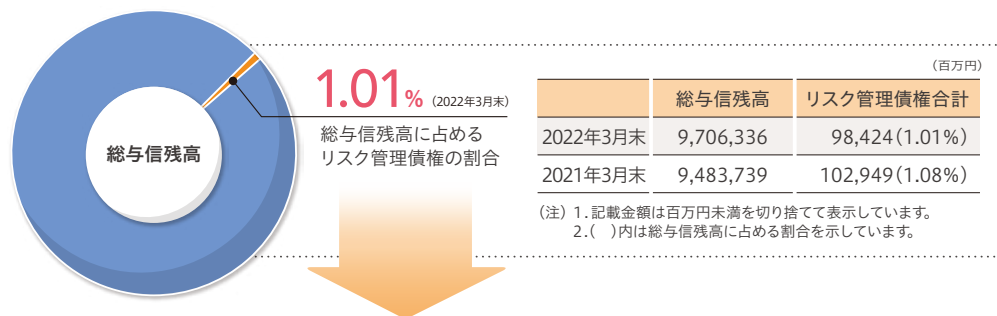 総与信残高
1.01% (2022年3月末)
総与信残高に占める
リスク管理債権の割合
(百万円)
総与信残高 リスク管理債権合計
2022年3月末 9,706,336 98,424(1.01%)
2021年3月末 9,483,739 102,949(1.08%)
(注) 1.記載金額は百万円未満を切り捨てて表示しています。
2.(　)内は総与信残高に占める割合を示しています。